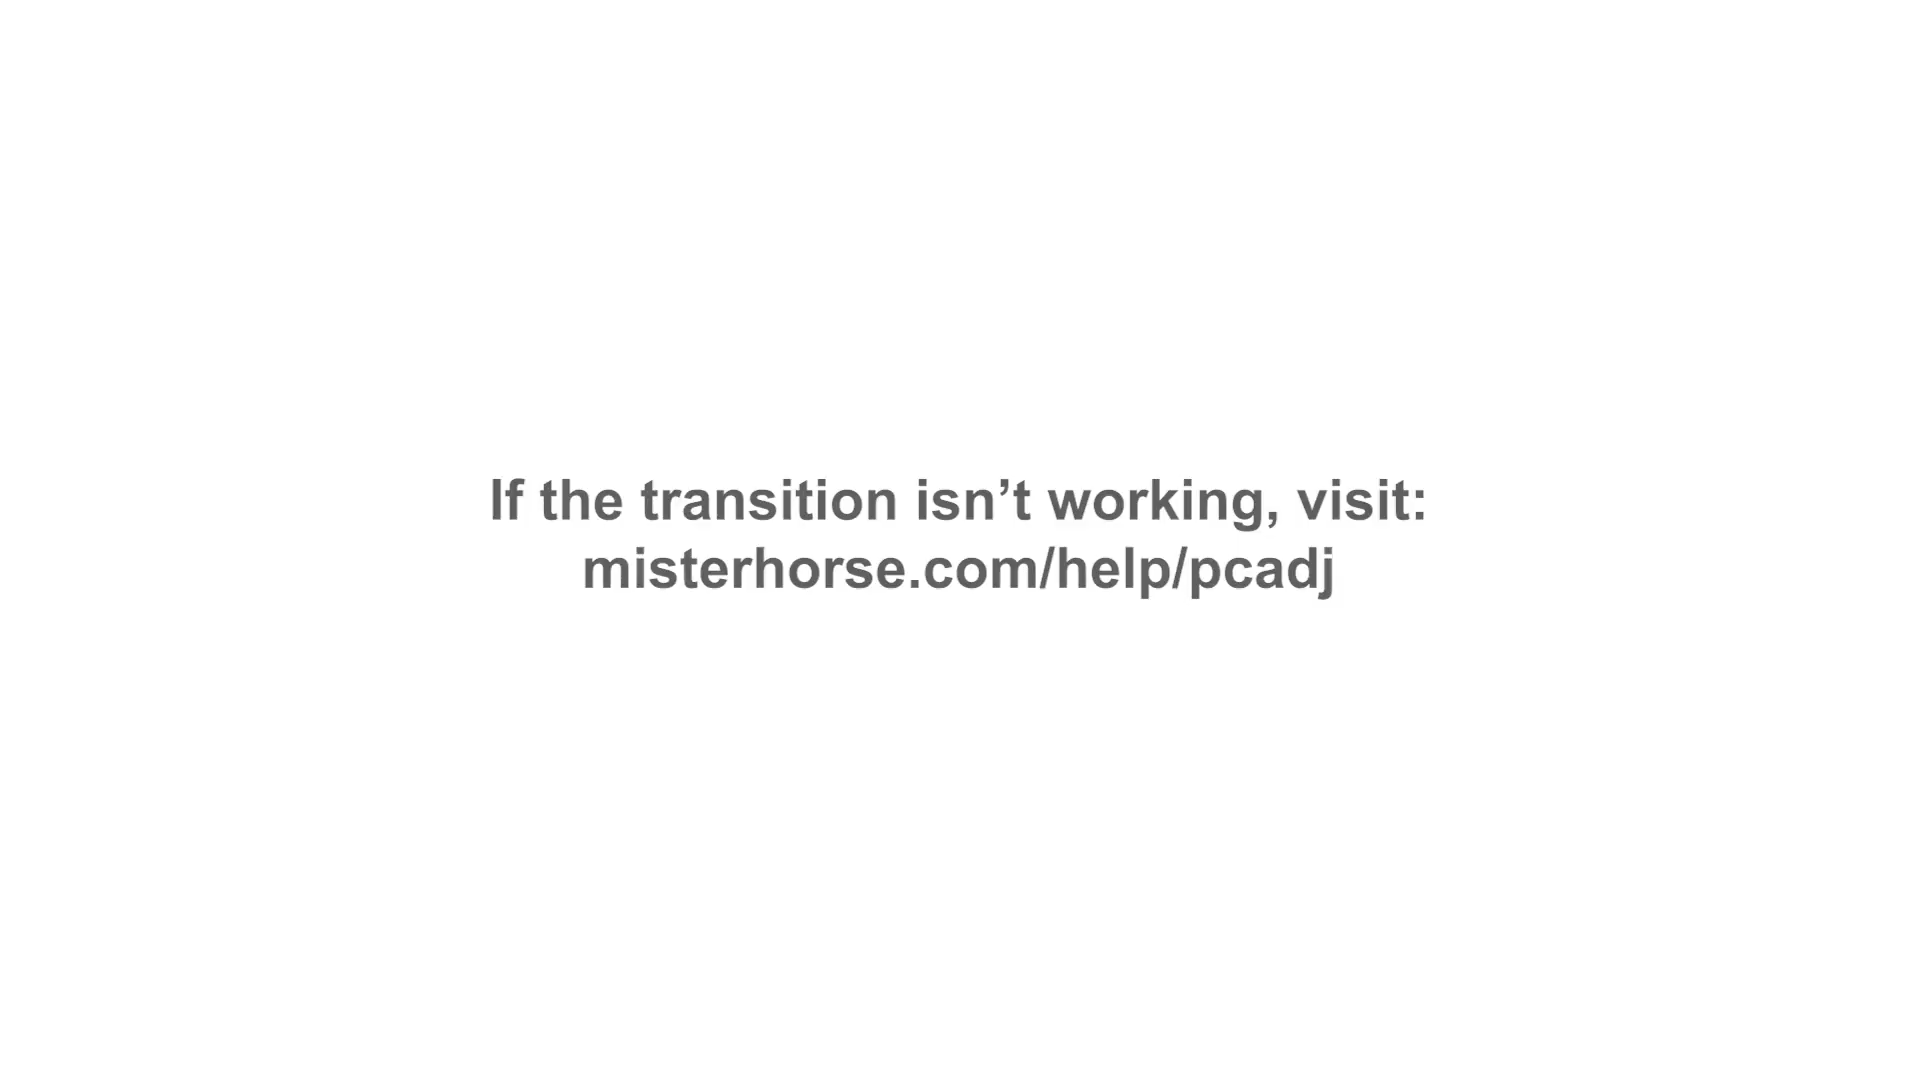 If the transition isn’t working, visit:
misterhorse.com/help/pcadj